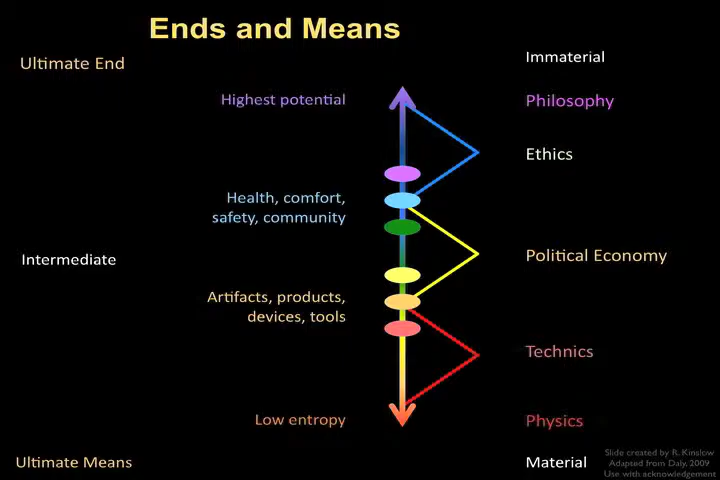 Ends and Means
Ultimate End
Immaterial
Highest potential
Philosophy
Ethics
Health, comfort,
safety, community
Intermediate
Political Economy
Artifacts, products,
devices, tools
Technics
Low entropy
Physics
Ultimate Means
Material
Slide created by R. Kinslow
Adapted from Daly, 2009
Use with acknowledgement